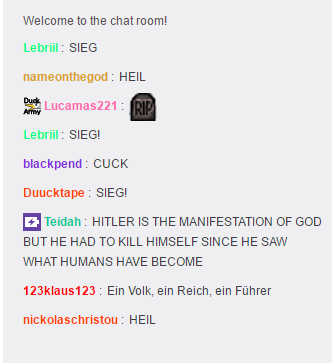 Welcome to the chat room!
Lebriil : SIEG
nameonthegod : HEIL
Duck Army Lucamas221 : RIP
Lebriil : SIEG!
blackpend : CUCK
Duucktape : SIEG!
Teidah : HITLER IS THE MANIFESTATION OF GOD
BUT HE HAD TO KILL HIMSELF SINCE HE SAW
WHAT HUMANS HAVE BECOME
123klaus123 : Ein Volk, ein Reich, ein Führer
nickolaschristou : HEIL